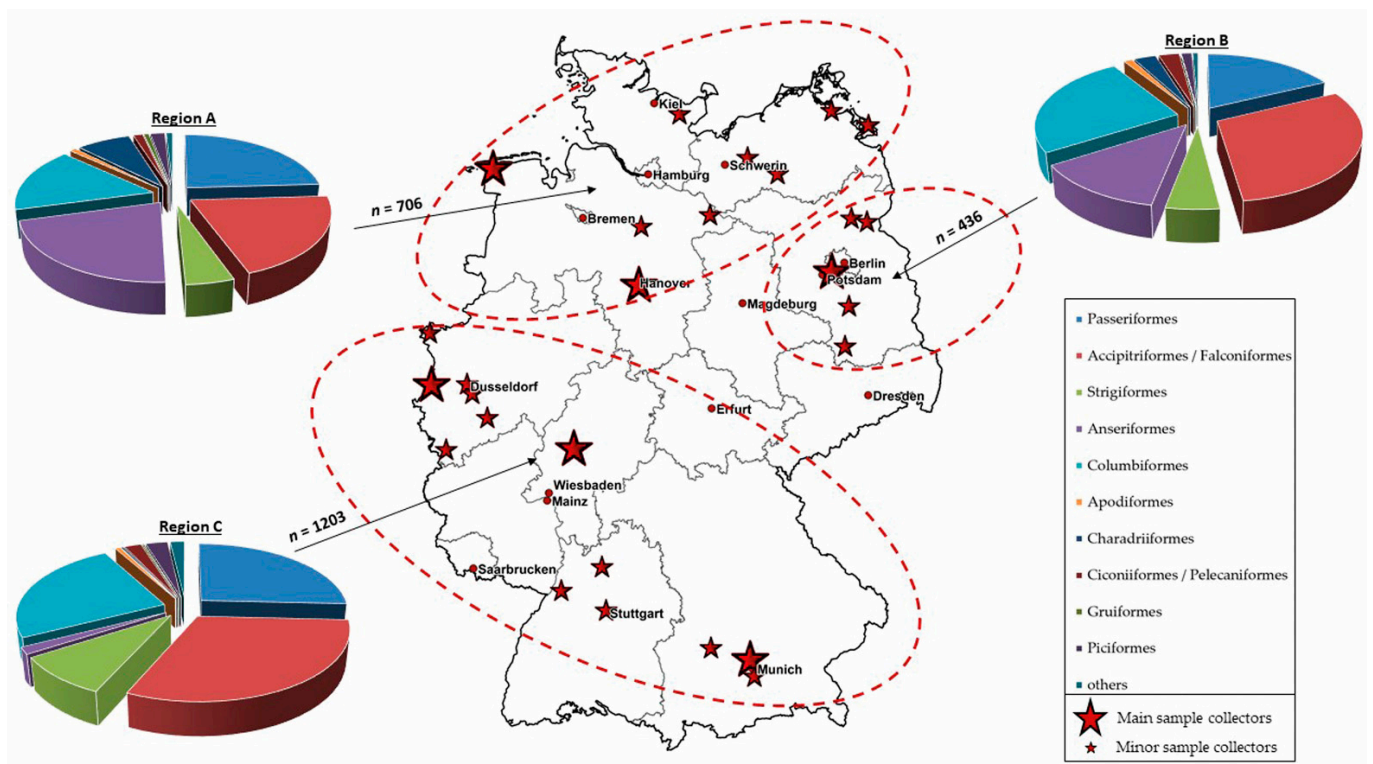 Region A
Region B
Region C
n = 706
n = 436
n = 1203
Kiel
Schwerin
Hamburg
Bremen
Hanover
Berlin
Potsdam
Magdeburg
Dusseldorf
Erfurt
Dresden
Wiesbaden
Mainz
Saarbrucken
Stuttgart
Munich
Passeriformes
Accipitriformes / Falconiformes
Strigiformes
Anseriformes
Columbiformes
Apodiformes
Charadriiformes
Ciconiiformes / Pelecaniformes
Gruiformes
Piciformes
others
Main sample collectors
Minor sample collectors